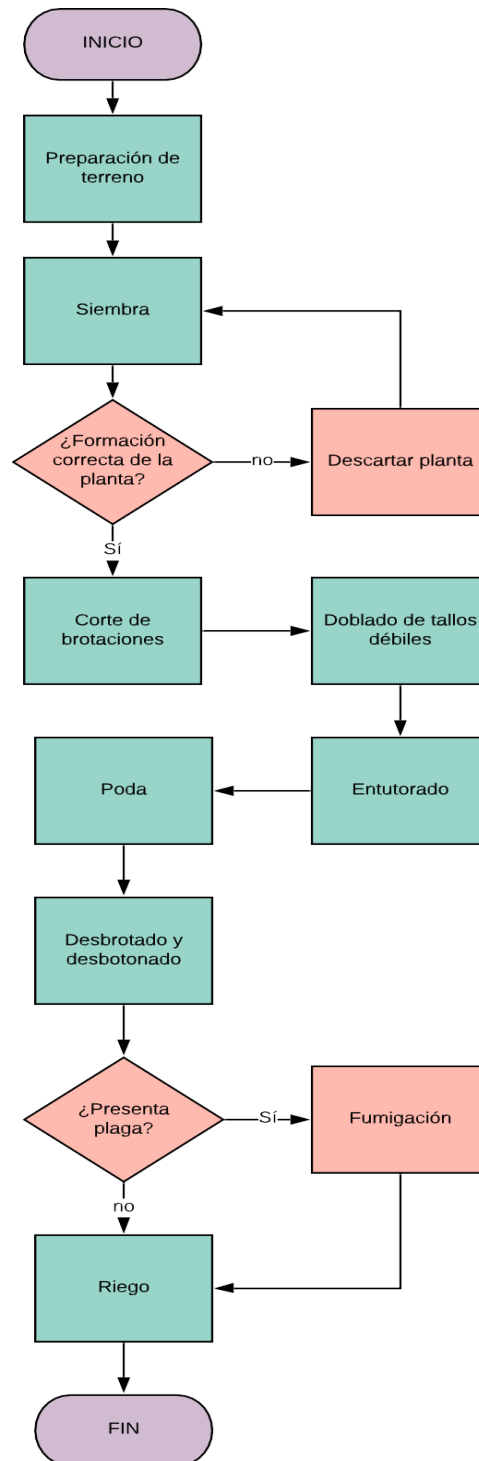 INICIO
Preparación de
terreno
Siembra
¿Formación
correcta de la
planta?
no
Descartar planta
Sí
Corte de
brotaciones
Doblado de tallos
débiles
Poda
Entutorado
Desbrotado y
desbotonado
¿Presenta
plaga?
Sí
Fumigación
no
Riego
FIN